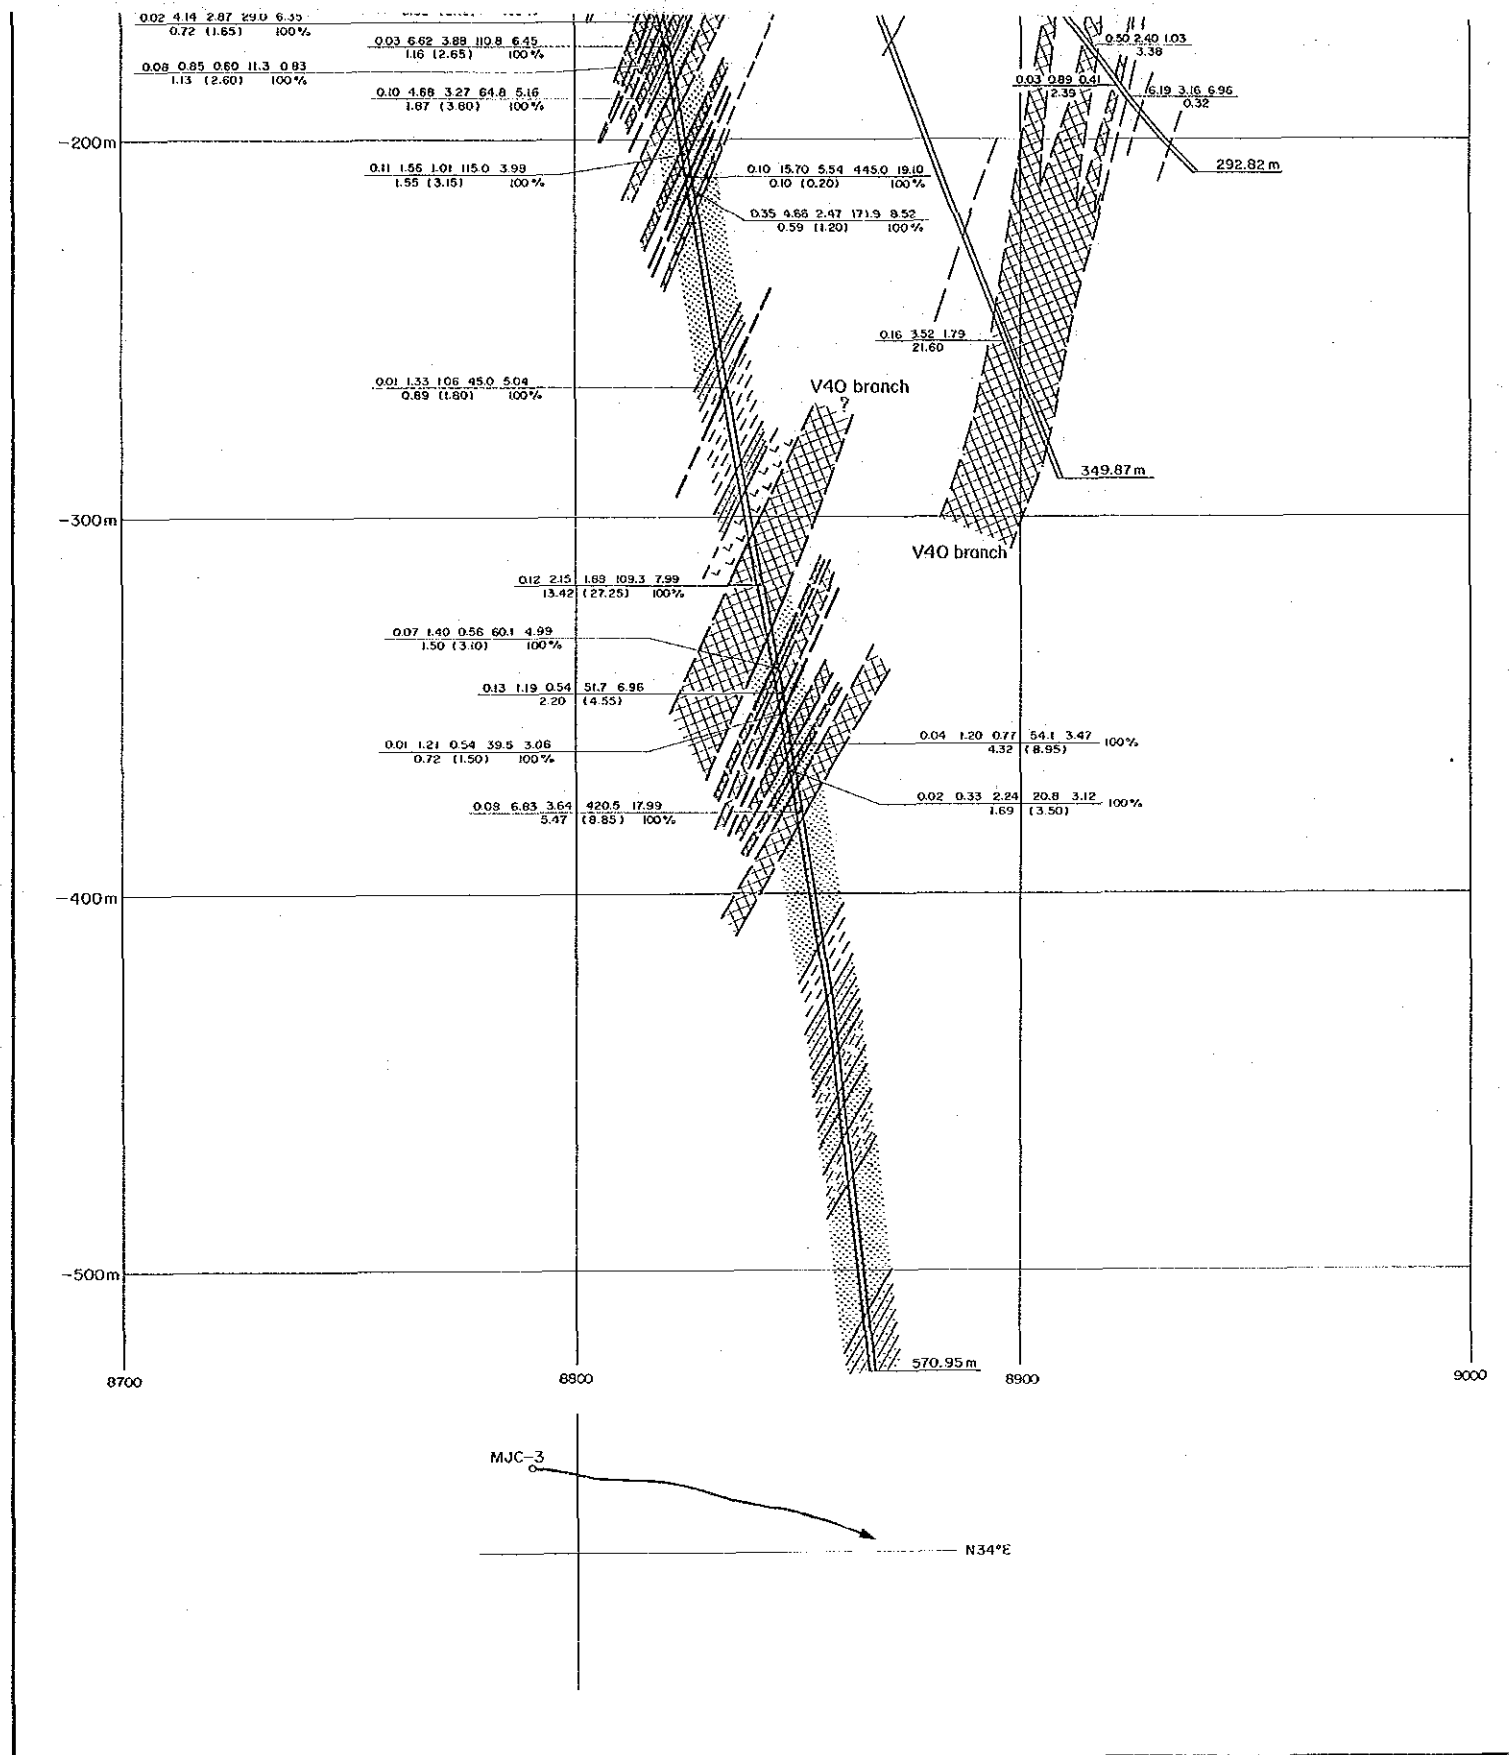 0.02 4.14 2.87 29.0 6.35
0.72 (1.65) 100%
0.03 6.62 3.88 110.8 6.45
1.16 (2.65) 100%
0.50 2.40 1.03
3.38
0.08 0.85 0.60 11.3 0.83
1.13 (2.60) 100%
0.03 0.89 0.41
2.39
0.10 4.68 3.27 64.8 5.16
1.87 (3.80) 100%
6.19 3.16 6.96
0.32
-200m
292.82m
0.11 1.56 1.01 115.0 3.99
1.55 (3.15) 100%
0.10 15.70 5.54 445.0 19.10
0.10 (0.20) 100%
0.35 4.66 2.47 171.9 8.52
0.59 (1.20) 100%
0.16 3.52 1.79
21.60
0.01 1.33 1.06 45.0 5.04
0.89 (1.80) 100%
V40 branch
?
349.87m
-300m
V40 branch
0.12 2.15 1.88 109.3 7.99
13.42 (27.25) 100%
0.07 1.40 0.56 60.1 4.99
1.50 (3.10) 100%
0.13 1.19 0.54 51.7 6.96
2.20 (4.55)
0.01 1.21 0.54 39.5 3.06
0.72 (1.50) 100%
0.04 1.20 0.77 54.1 3.47 100%
4.32 (8.95)
0.08 6.83 3.64 420.5 17.99
5.47 (8.85) 100%
0.02 0.33 2.24 20.8 3.12 100%
1.69 (3.50)
-400m
-500m
570.95m
8700 8800 8900 9000
MJC-3
N34°E